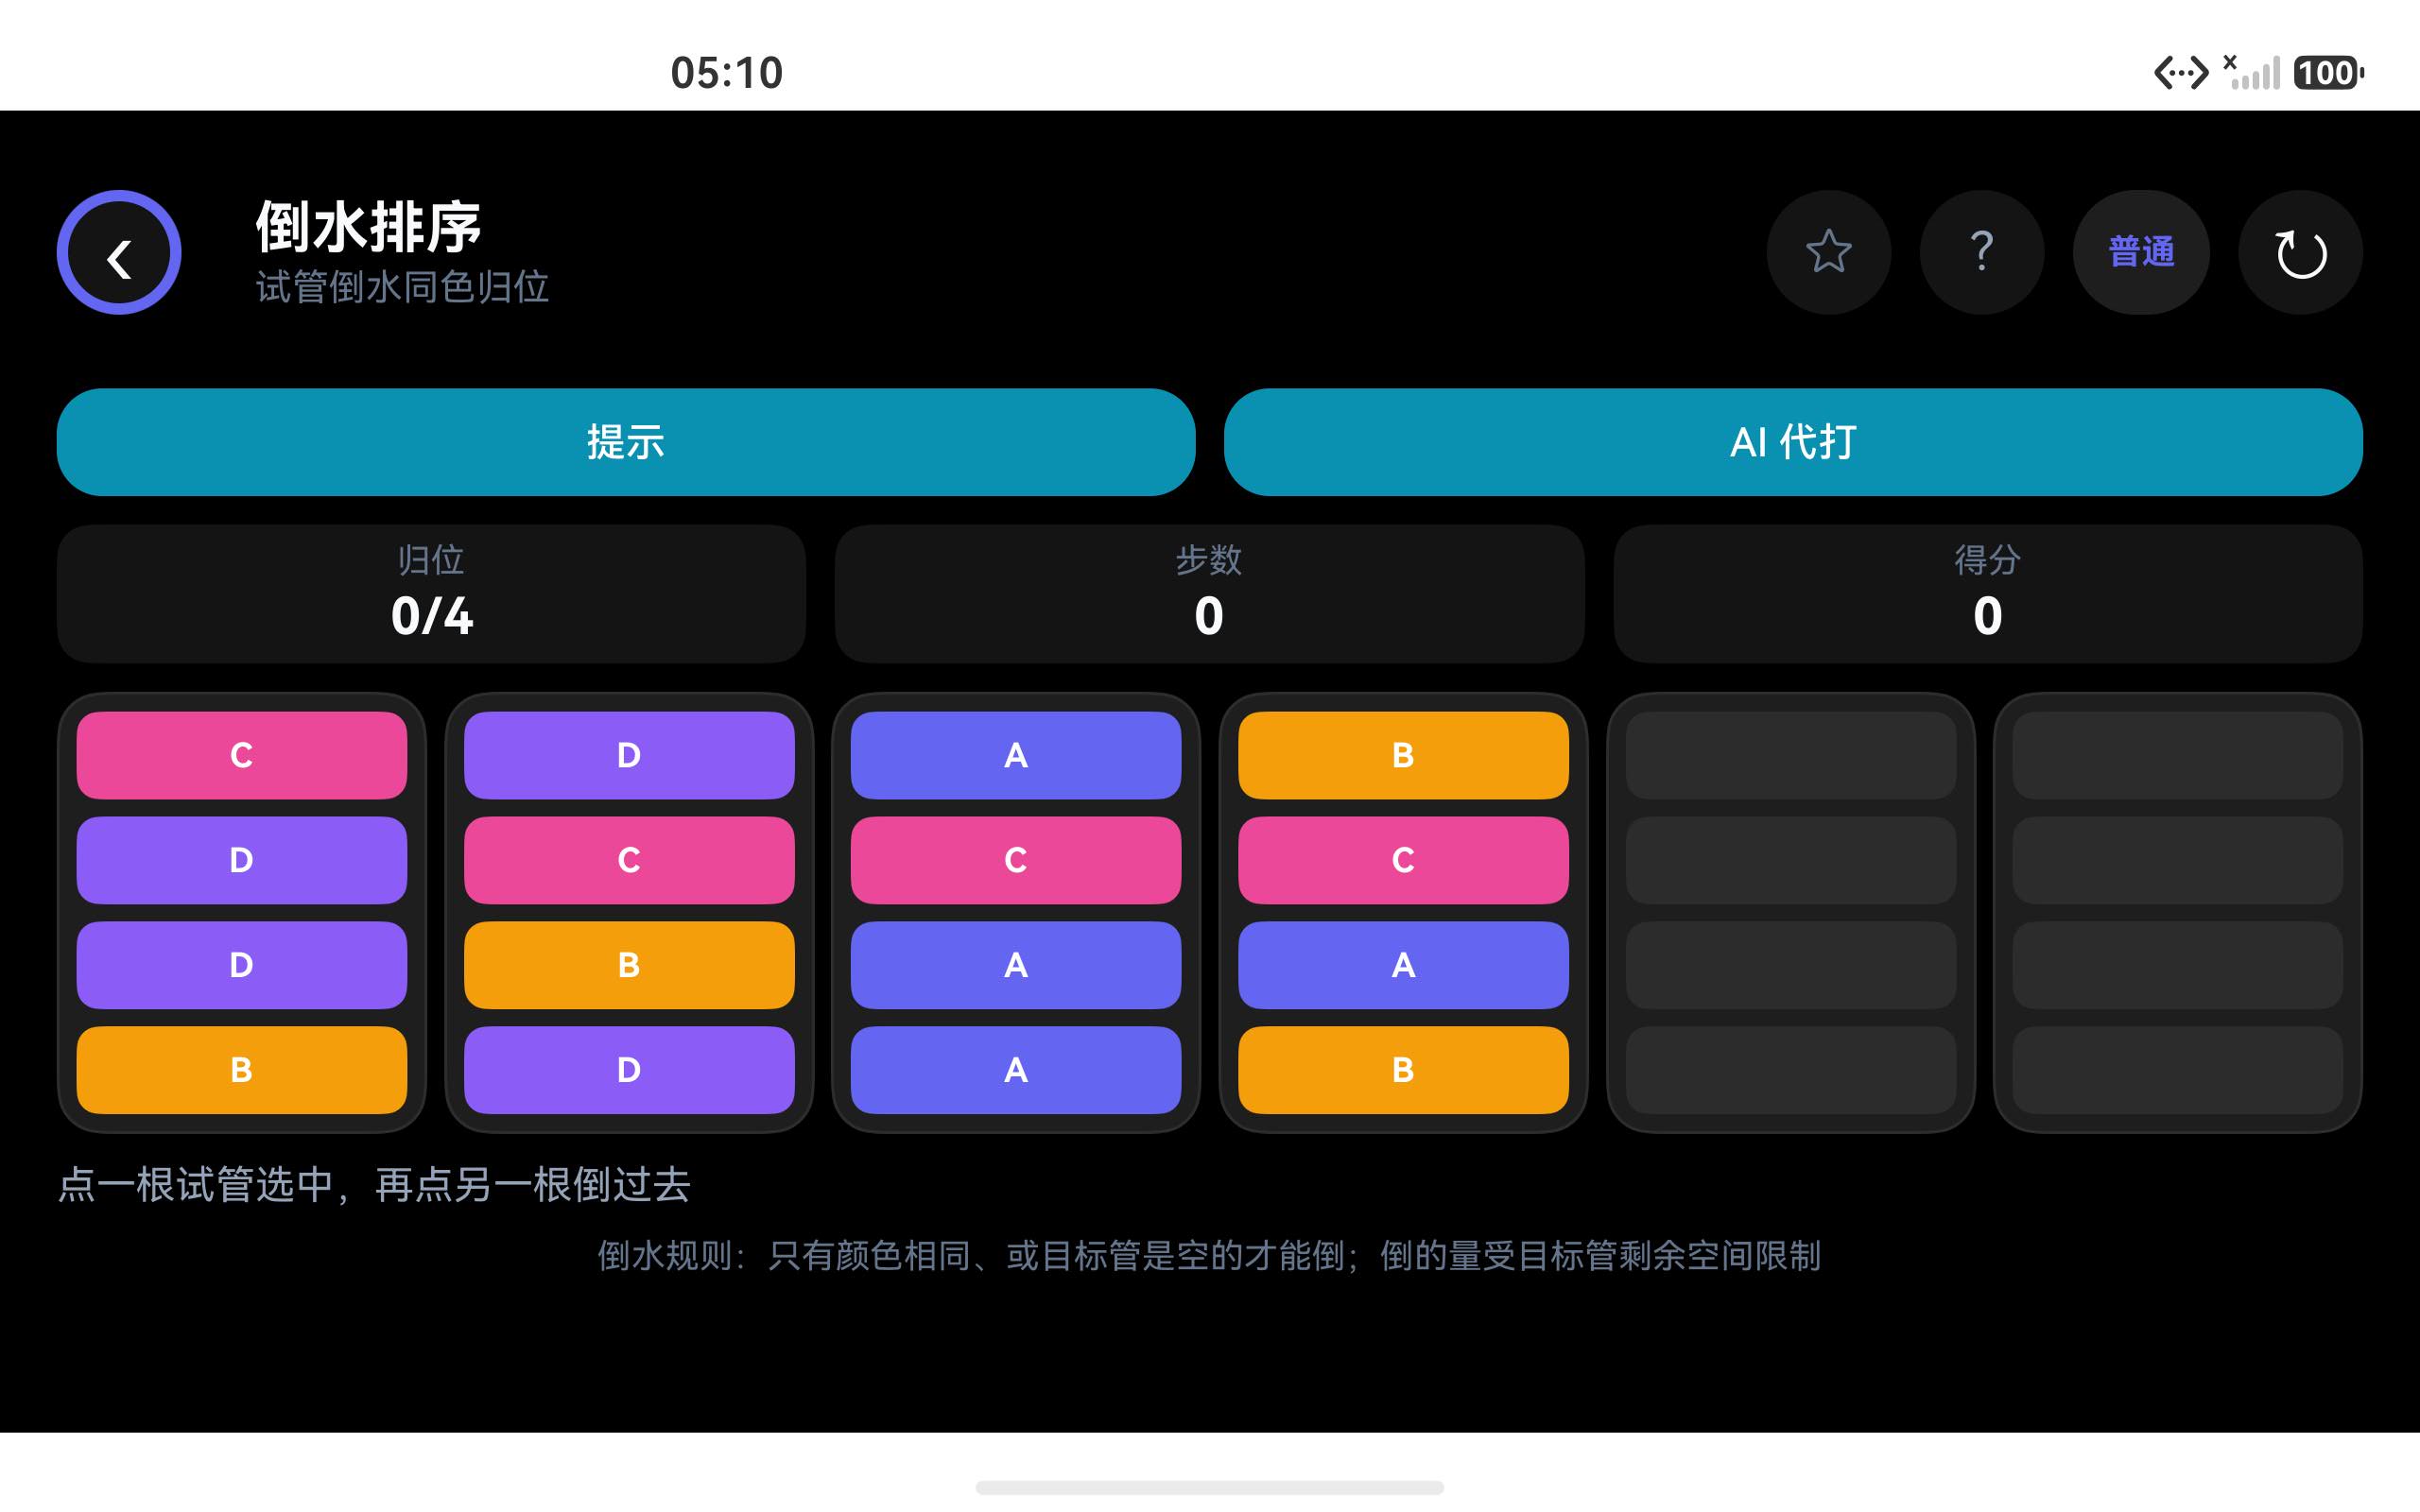 05:10
100
倒水排序
试管倒水同色归位
?
普通
提示
AI 代打
归位
0/4
步数
0
得分
0
C D A B
D C C C
D B A A
B D A B
点一根试管选中，再点另一根倒过去
倒水规则：只有颜色相同、或目标管是空的才能倒；倒的量受目标管剩余空间限制